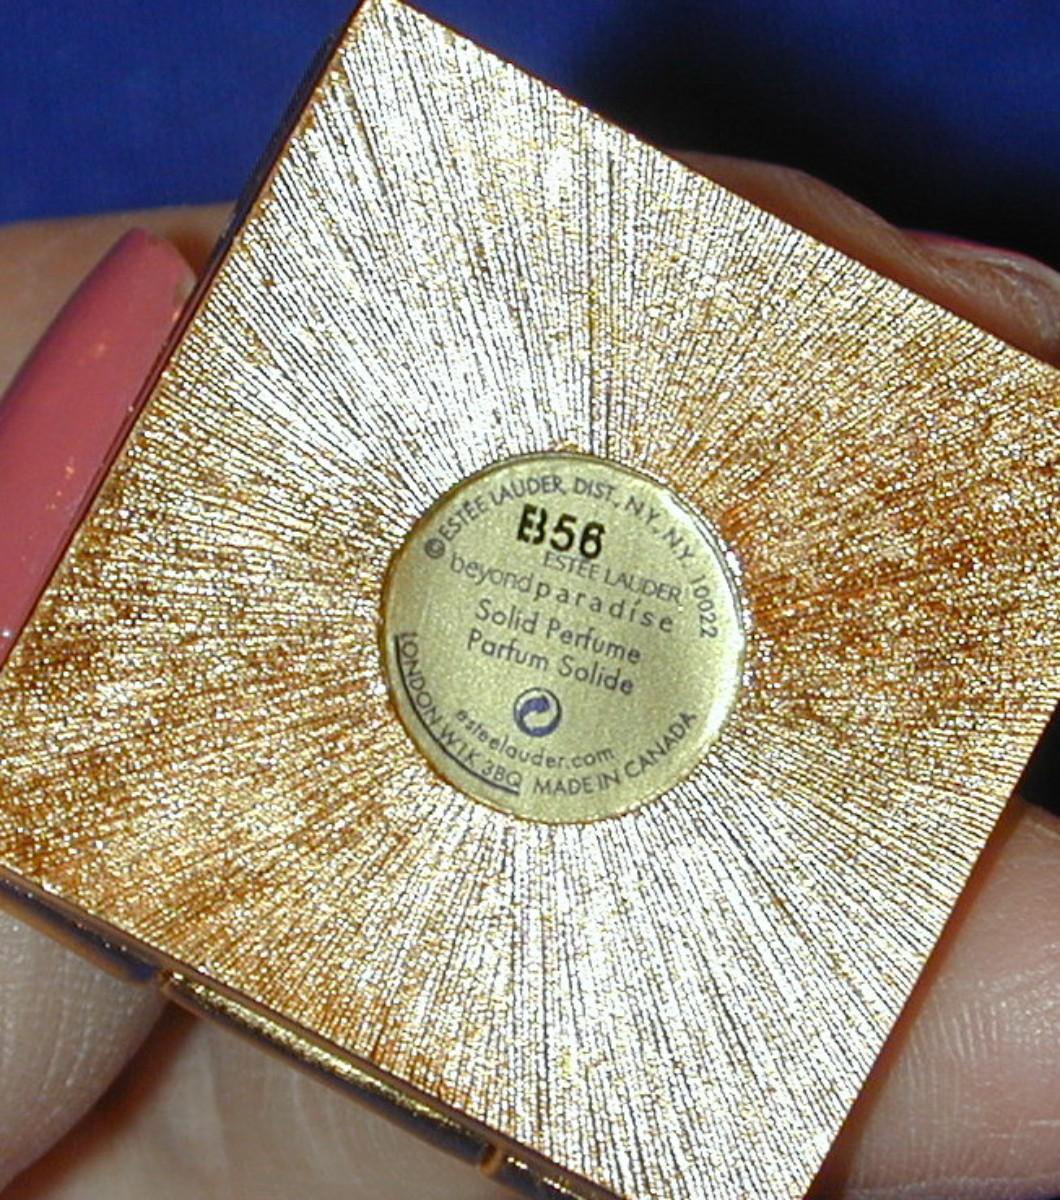 © ESTÉE LAUDER, DIST. NY. NY. 10022
B56
ESTĒE LAUDER
beyondparadise
Solid Perfume
Parfum Solide
esteelauder.com
LONDON W1K 3BQ MADE IN CANADA